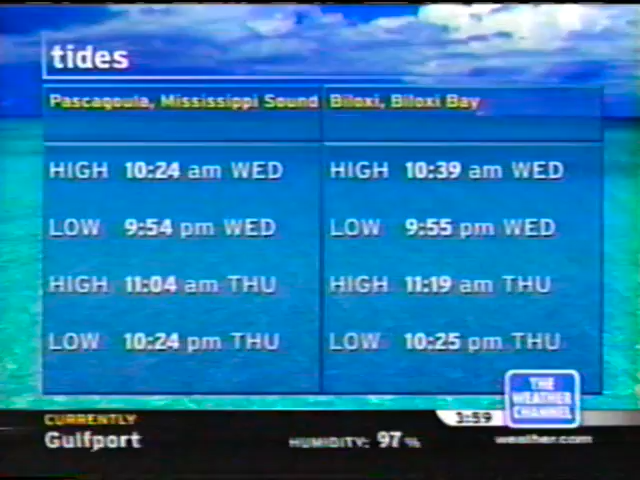 tides
Pascagoula, Mississippi Sound
HIGH 10:24 am WED
LOW 9:54 pm WED
HIGH 11:04 am THU
LOW 10:24 pm THU
Biloxi, Biloxi Bay
HIGH 10:39 am WED
LOW 9:55 pm WED
HIGH 11:19 am THU
LOW 10:25 pm THU
THE
WEATHER
CHANNEL
CURRENTLY
3:59
Gulfport HUMIDITY: 97% weather.com